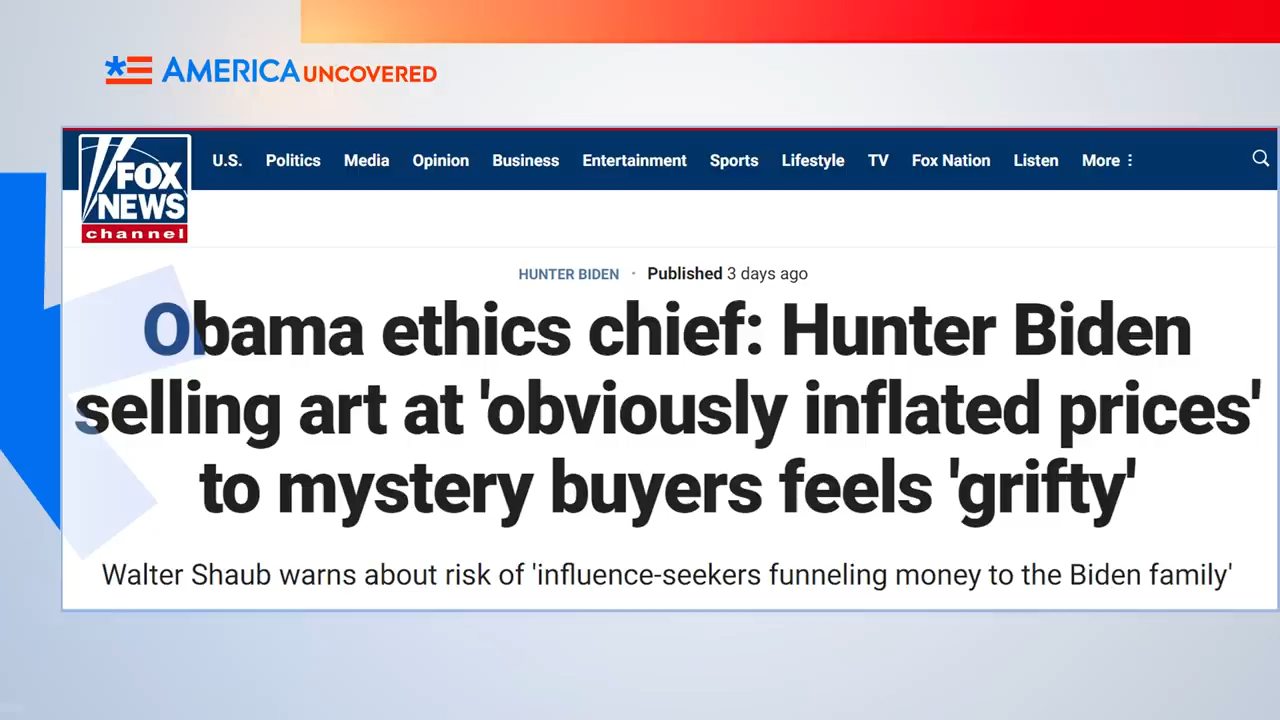 AMERICA UNCOVERED
FOX NEWS channel
U.S. Politics Media Opinion Business Entertainment Sports Lifestyle TV Fox Nation Listen More
HUNTER BIDEN · Published 3 days ago
Obama ethics chief: Hunter Biden
selling art at 'obviously inflated prices'
to mystery buyers feels 'grifty'
Walter Shaub warns about risk of 'influence-seekers funneling money to the Biden family'